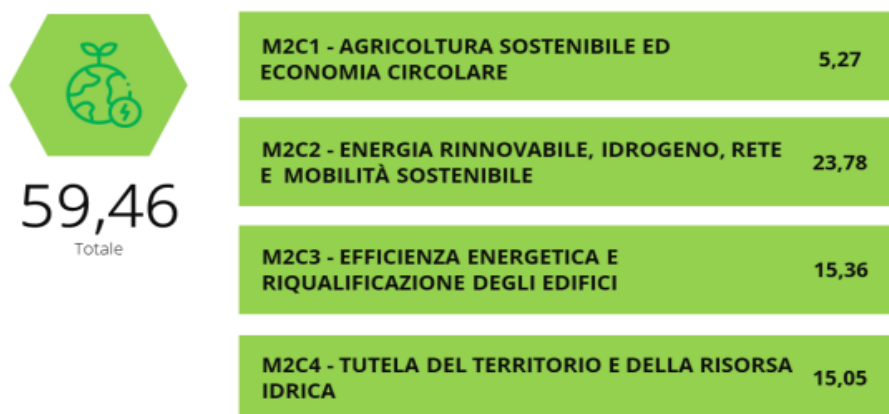 59,46
Totale
M2C1 - AGRICOLTURA SOSTENIBILE ED
ECONOMIA CIRCOLARE
5,27
M2C2 - ENERGIA RINNOVABILE, IDROGENO, RETE
E MOBILITÀ SOSTENIBILE
23,78
M2C3 - EFFICIENZA ENERGETICA E
RIQUALIFICAZIONE DEGLI EDIFICI
15,36
M2C4 - TUTELA DEL TERRITORIO E DELLA RISORSA
IDRICA
15,05